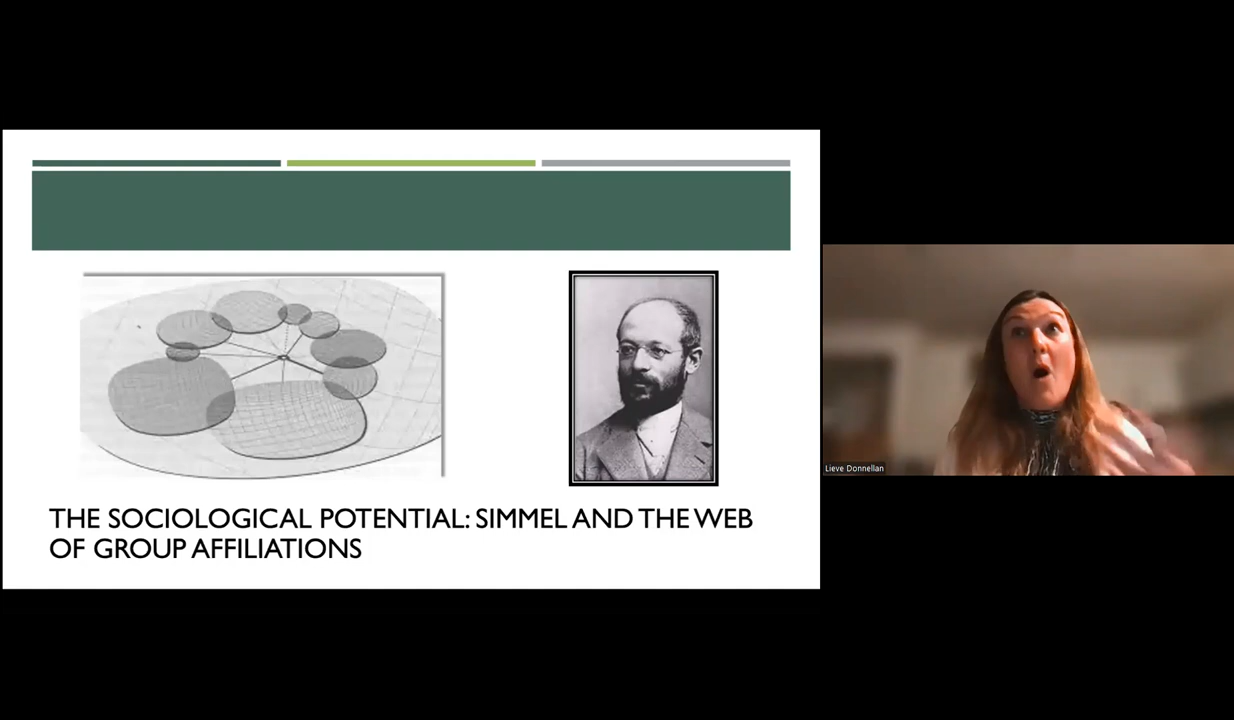 THE SOCIOLOGICAL POTENTIAL: SIMMEL AND THE WEB
OF GROUP AFFILIATIONS
Lieve Donnellan